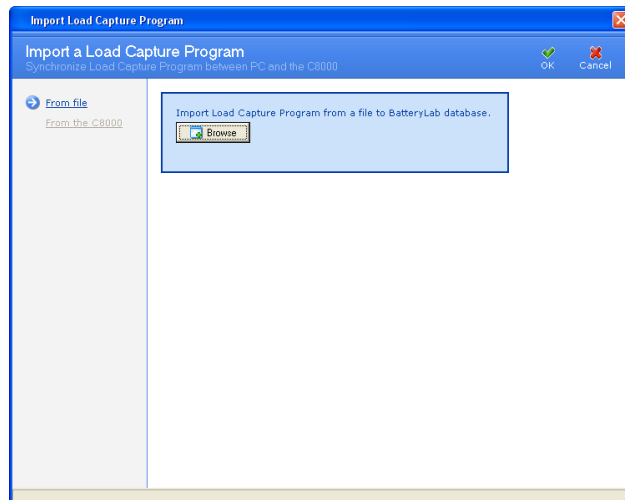 Import Load Capture Program
Import a Load Capture Program
Synchronize Load Capture Program between PC and the C8000
OK
Cancel
From file
From the C8000
Import Load Capture Program from a file to BatteryLab database.
Browse